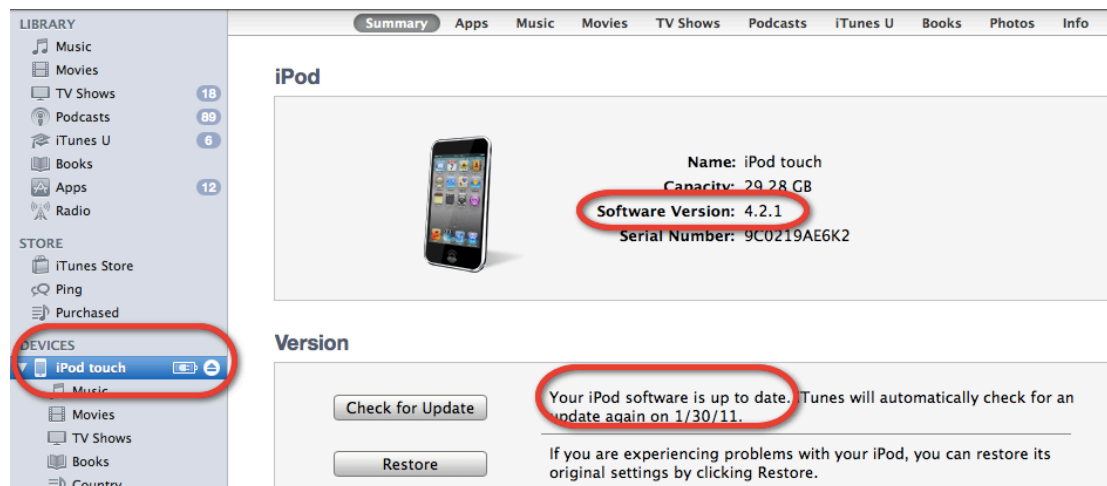 LIBRARY
Music
Movies
TV Shows 18
Podcasts 89
iTunes U 6
Books
Apps 12
Radio
STORE
iTunes Store
Ping
Purchased
DEVICES
iPod touch
Music
Movies
TV Shows
Books
Country
Summary Apps Music Movies TV Shows Podcasts iTunes U Books Photos Info
iPod
Name: iPod touch
Capacity: 29.28 GB
Software Version: 4.2.1
Serial Number: 9C0219AE6K2
Version
Check for Update
Your iPod software is up to date. iTunes will automatically check for an
update again on 1/30/11.
Restore
If you are experiencing problems with your iPod, you can restore its
original settings by clicking Restore.